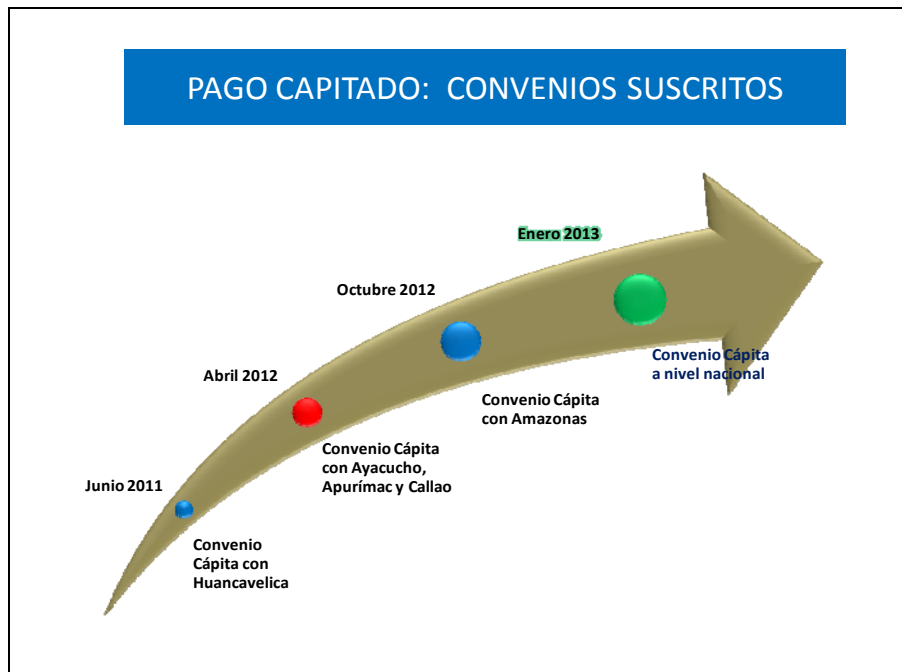 PAGO CAPITADO: CONVENIOS SUSCRITOS
Enero 2013
Octubre 2012
Convenio Cápita
a nivel nacional
Abril 2012
Convenio Cápita
con Amazonas
Convenio Cápita
con Ayacucho,
Apurímac y Callao
Junio 2011
Convenio
Cápita con
Huancavelica